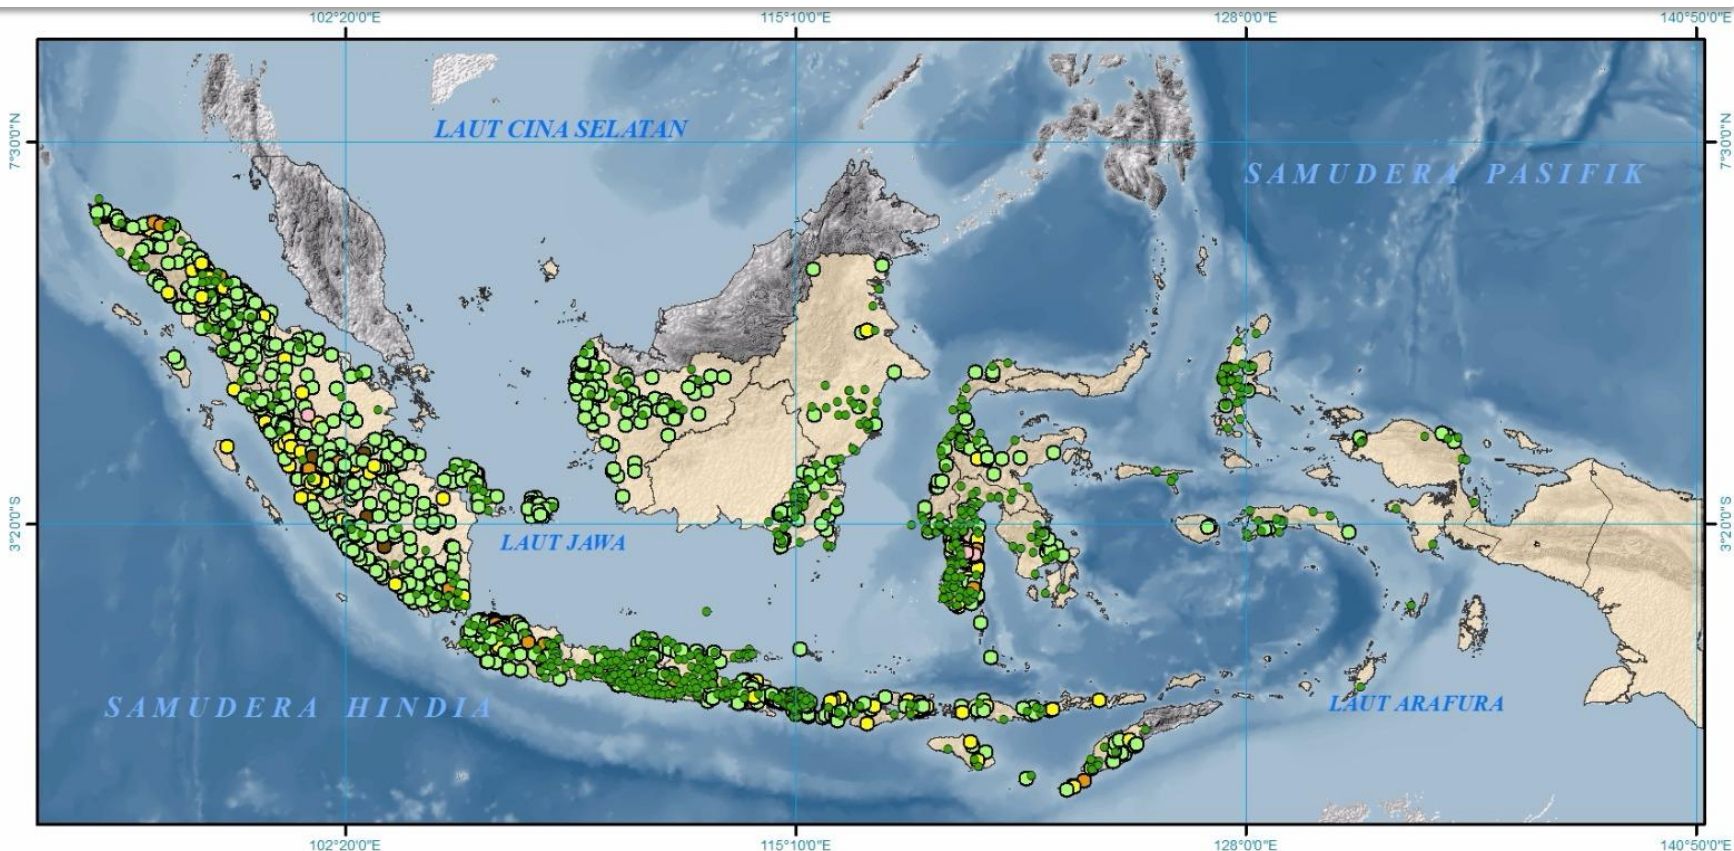 102°20'0"E 115°10'0"E 128°0'0"E 140°50'0"E
LAUT CINA SELATAN
7°30'0"N 7°30'0"N
SAMUDERA PASIFIK
3°20'0"S 3°20'0"S
LAUT JAWA
SAMUDERA HINDIA
LAUT ARAFURA
102°20'0"E 115°10'0"E 128°0'0"E 140°50'0"E